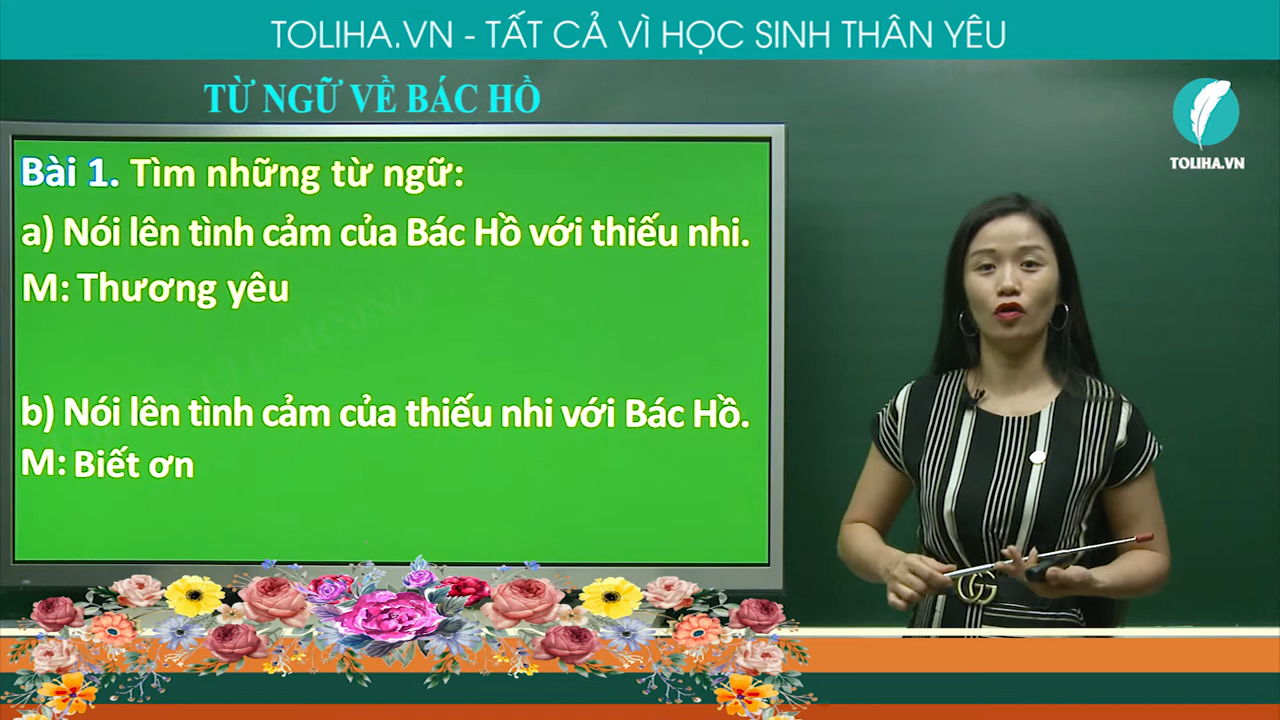 TOLIHA.VN - TẤT CẢ VÌ HỌC SINH THÂN YÊU
TỪ NGỮ VỀ BÁC HỒ
TOLIHA.VN
Bài 1. Tìm những từ ngữ:
a) Nói lên tình cảm của Bác Hồ với thiếu nhi.
M: Thương yêu
b) Nói lên tình cảm của thiếu nhi với Bác Hồ.
M: Biết ơn